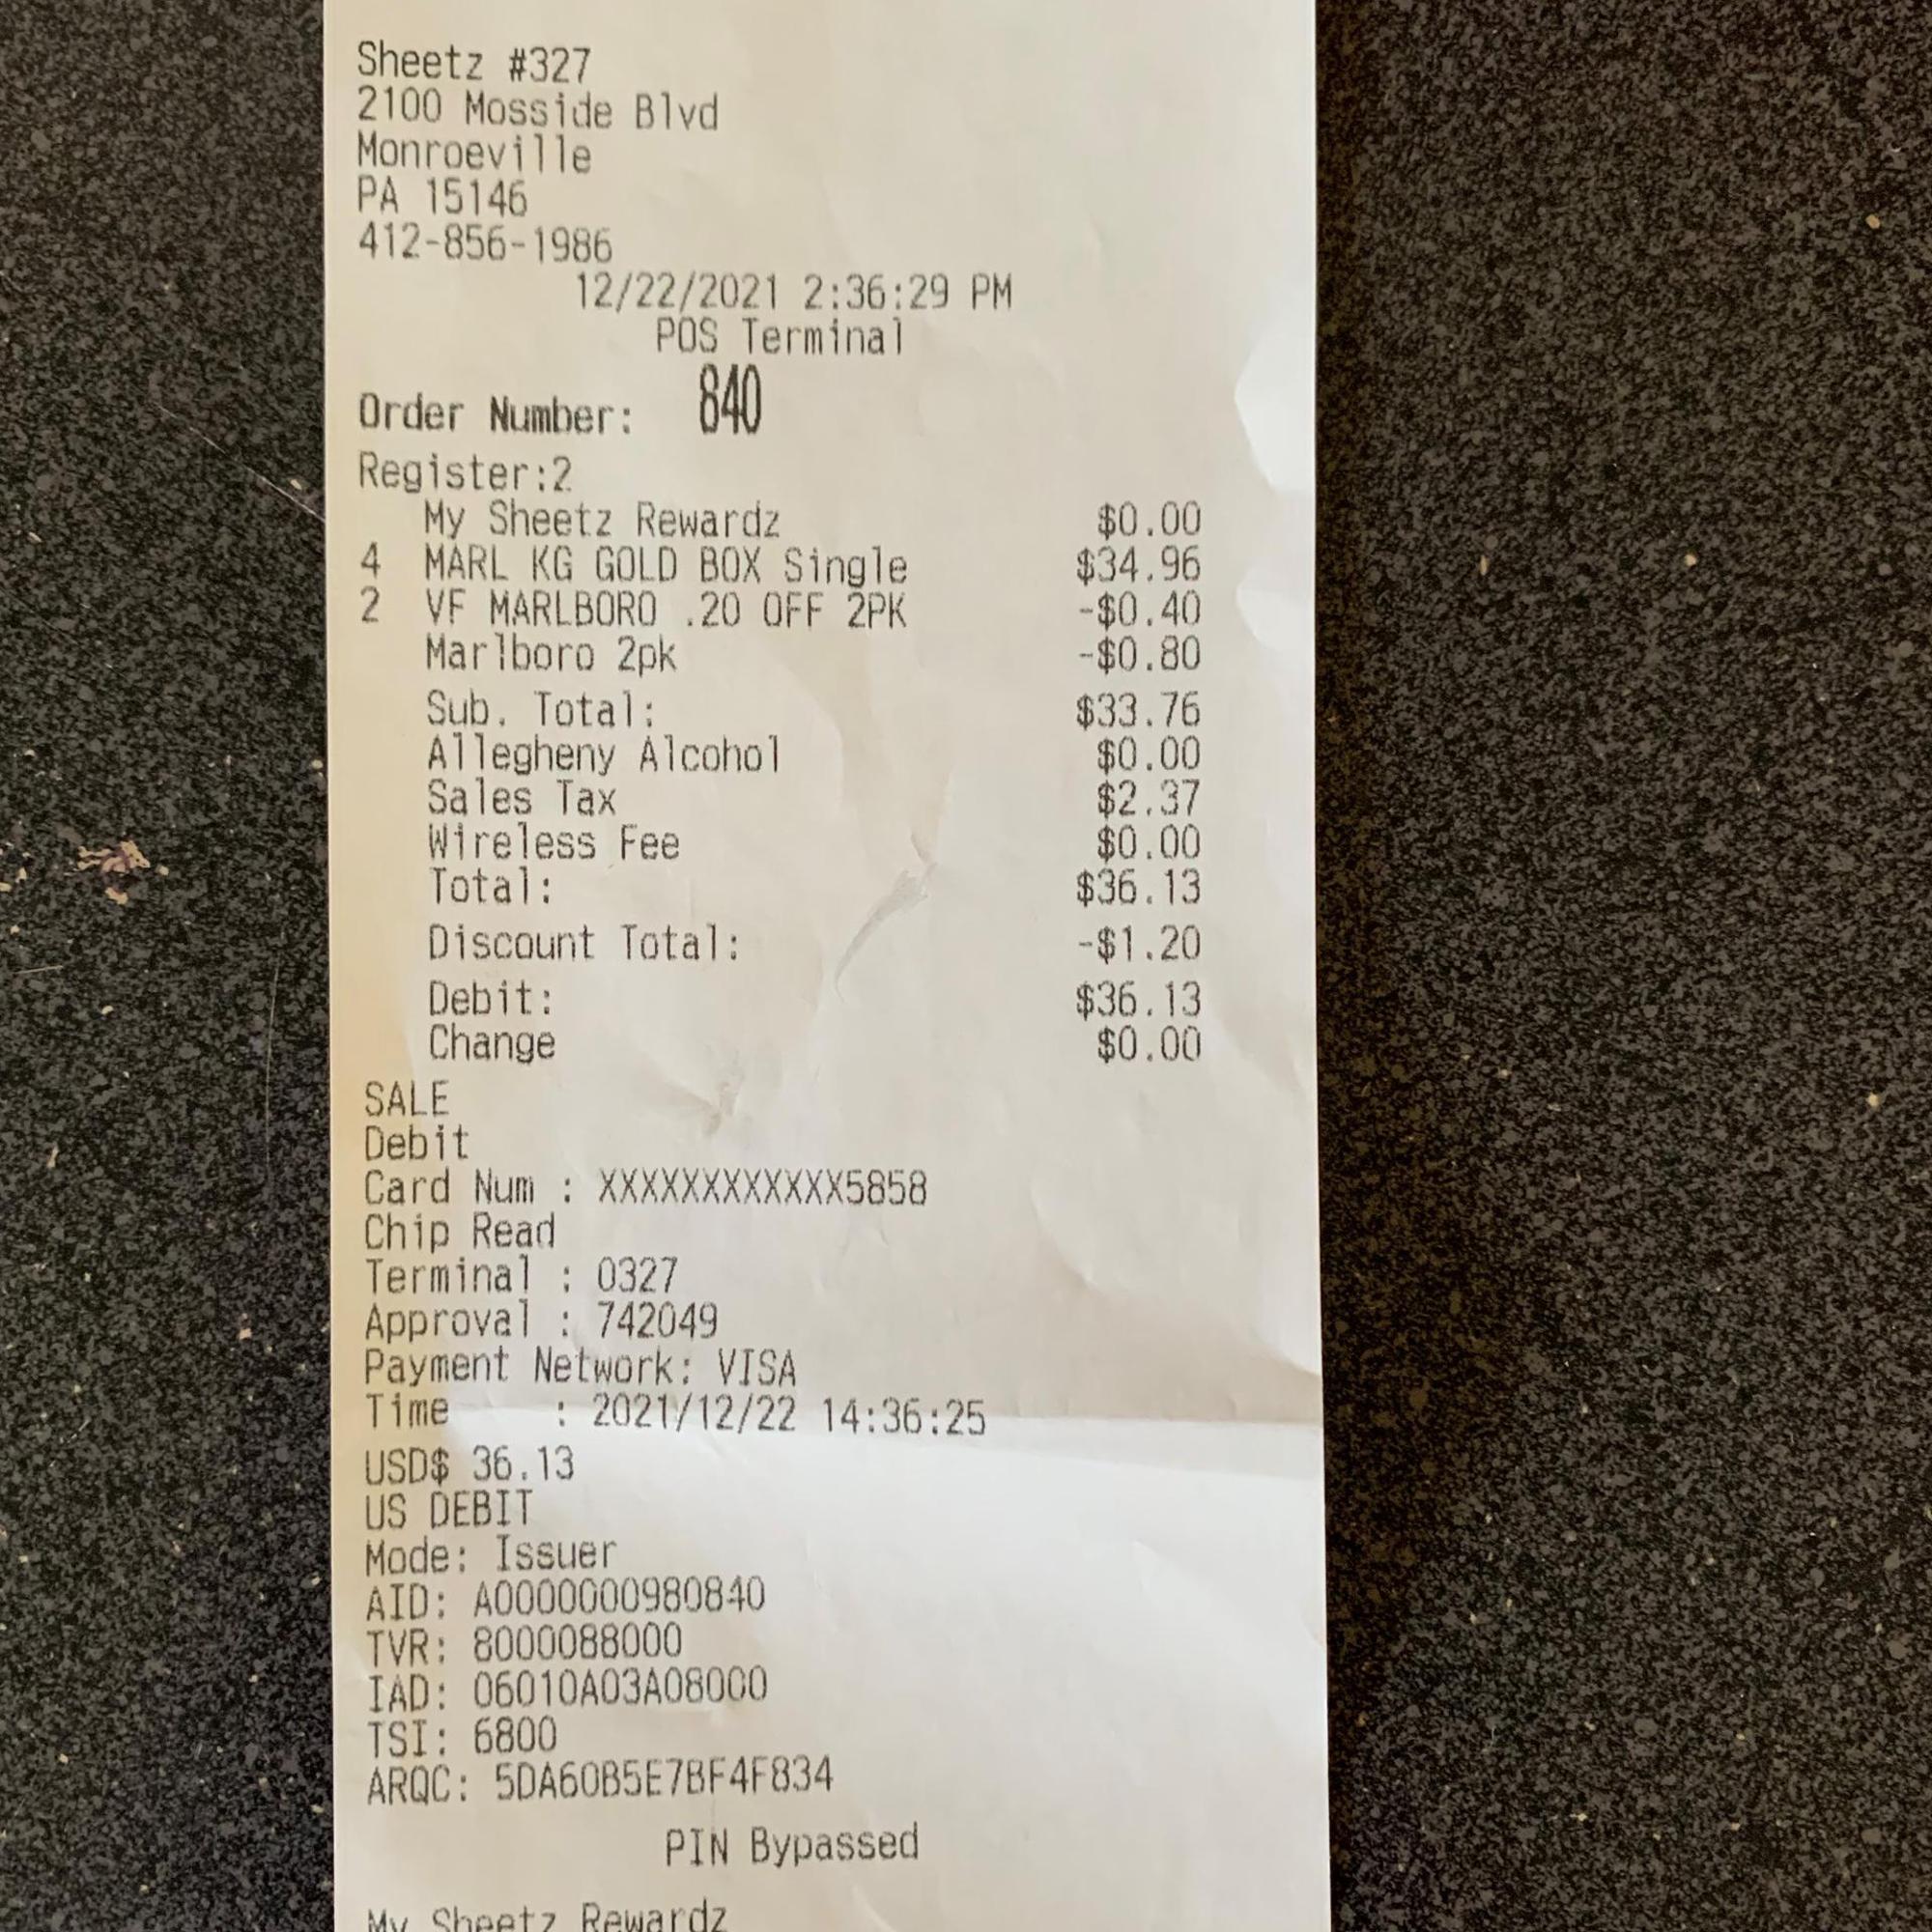 Sheetz #327
2100 Mosside Blvd
Monroeville
PA 15146
412-856-1986
12/22/2021 2:36:29 PM
POS Terminal
Order Number: 840
Register:2
My Sheetz Rewardz $0.00
4 MARL KG GOLD BOX Single $34.96
2 VF MARLBORO .20 OFF 2PK -$0.40
Marlboro 2pk -$0.80
Sub. Total: $33.76
Allegheny Alcohol $0.00
Sales Tax $2.37
Wireless Fee $0.00
Total: $36.13
Discount Total: -$1.20
Debit: $36.13
Change $0.00
SALE
Debit
Card Num : XXXXXXXXXXXX5858
Chip Read
Terminal : 0327
Approval : 742049
Payment Network: VISA
Time : 2021/12/22 14:36:25
USD$ 36.13
US DEBIT
Mode: Issuer
AID: A0000000980840
TVR: 8000088000
IAD: 06010A03A08000
TSI: 6800
ARQC: 5DA60B5E7BF4F834
PIN Bypassed
My Sheetz Rewardz